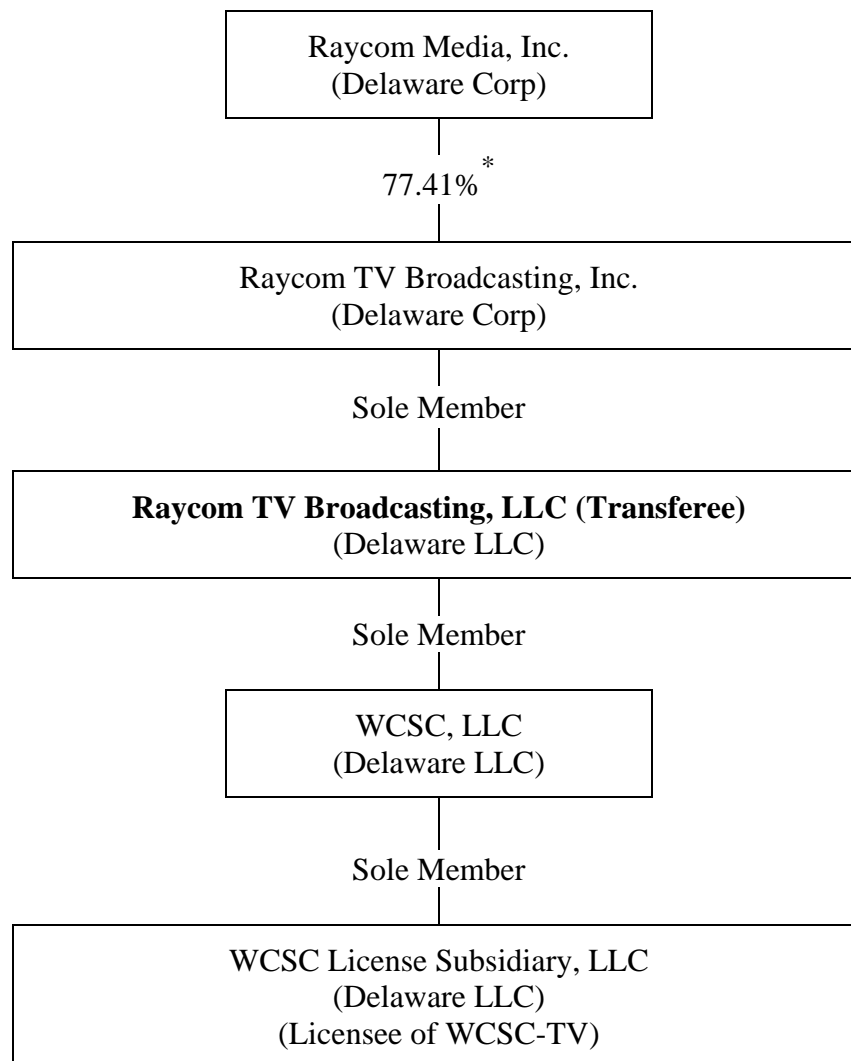 Raycom Media, Inc.
(Delaware Corp)
77.41%*
Raycom TV Broadcasting, Inc.
(Delaware Corp)
Sole Member
Raycom TV Broadcasting, LLC (Transferee)
(Delaware LLC)
Sole Member
WCSC, LLC
(Delaware LLC)
Sole Member
WCSC License Subsidiary, LLC
(Delaware LLC)
(Licensee of WCSC-TV)